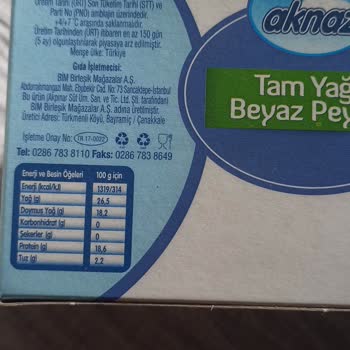 Üretim Tarihi (ÜRT) Son Tüketim Tarihi (STT) ve
Parti No (PNO) ambalajın üzerindedir.
+4/+7°C arasında saklanmalıdır.
Üretim Tarihinden (ÜRT) itibaren en az 150 gün
(5 ay) olgunlaştırılarak piyasaya arz edilmiştir.
Menşe ülke: Türkiye
Gıda İşletmecisi:
BİM Birleşik Mağazalar A.Ş.
Abdurrahmangazi Mah. Ebubekir Cad. No: 73 Sancaktepe-İstanbul
Bu ürün (Akpınar Süt Ürn. San. ve Tic. Ltd. Şti. tarafından)
BİM Birleşik Mağazalar A.Ş. adına üretilmiştir.
Üretici Adresi: Türkmenli Köyü, Bayramiç / Çanakkale
İşletme Onay No: TR 17-0022
Tel: 0286 783 8110 Faks: 0286 783 8649
Enerji ve Besin Öğeleri 100 g için
Enerji (kcal/kJ) 1319/314
Yağ (g) 26.5
Doymuş Yağ (g) 18.2
Karbonhidrat (g) 0
Şekerler (g) 0
Protein (g) 18,6
Tuz (g) 2.2
aknaz
Tam Yağ
Beyaz Pey